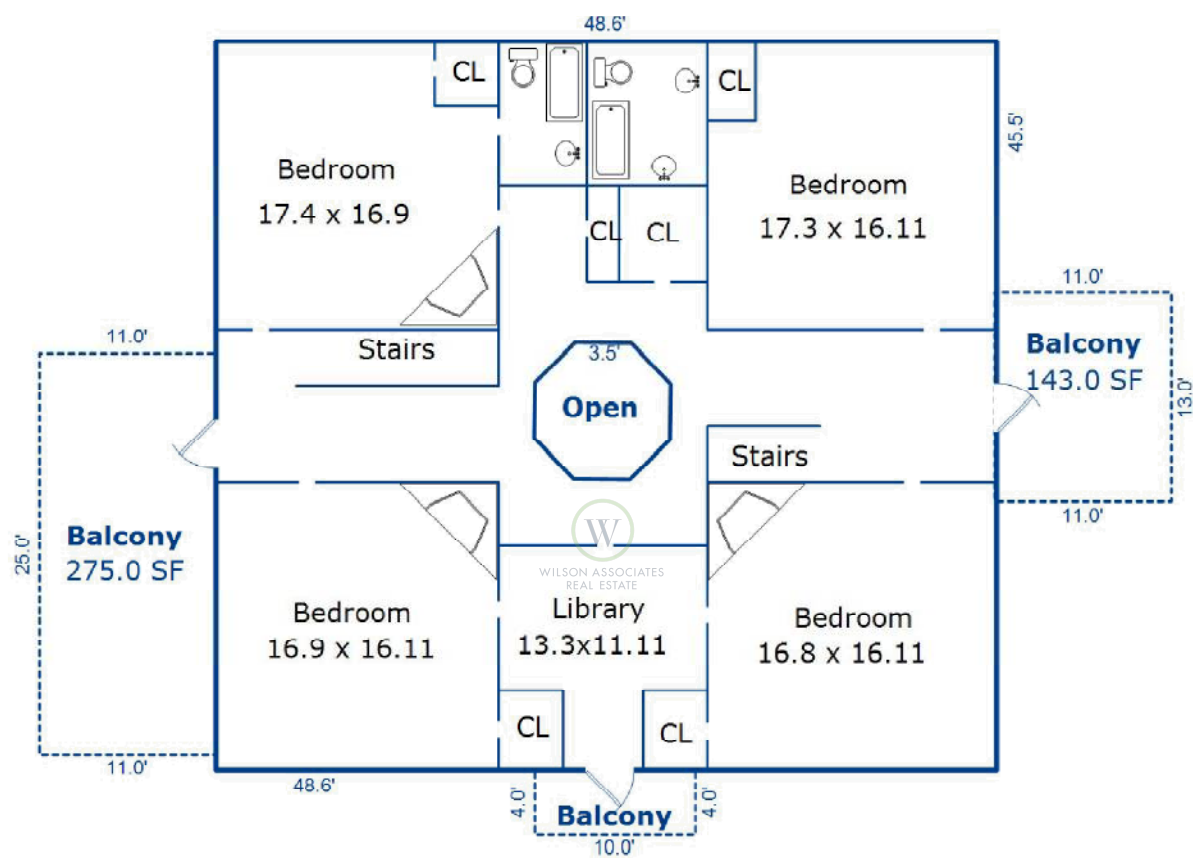 48.6'
CL
CL
45.5'
Bedroom
17.4 x 16.9
Bedroom
17.3 x 16.11
CL
CL
11.0'
11.0'
Stairs
3.5'
Balcony
143.0 SF
13.0'
Open
Stairs
11.0'
W
Balcony
275.0 SF
25.0'
WILSON ASSOCIATES
REAL ESTATE
Bedroom
16.9 x 16.11
Library
13.3x11.11
Bedroom
16.8 x 16.11
CL
CL
11.0'
48.6'
4.0'
Balcony
4.0'
10.0'